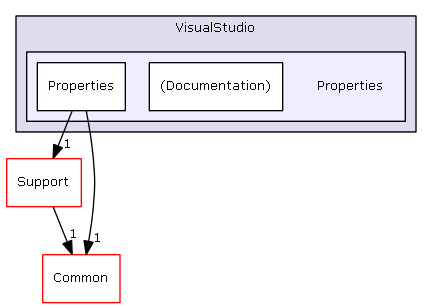 VisualStudio
Properties
(Documentation)
Properties
1
Support
1
1
Common